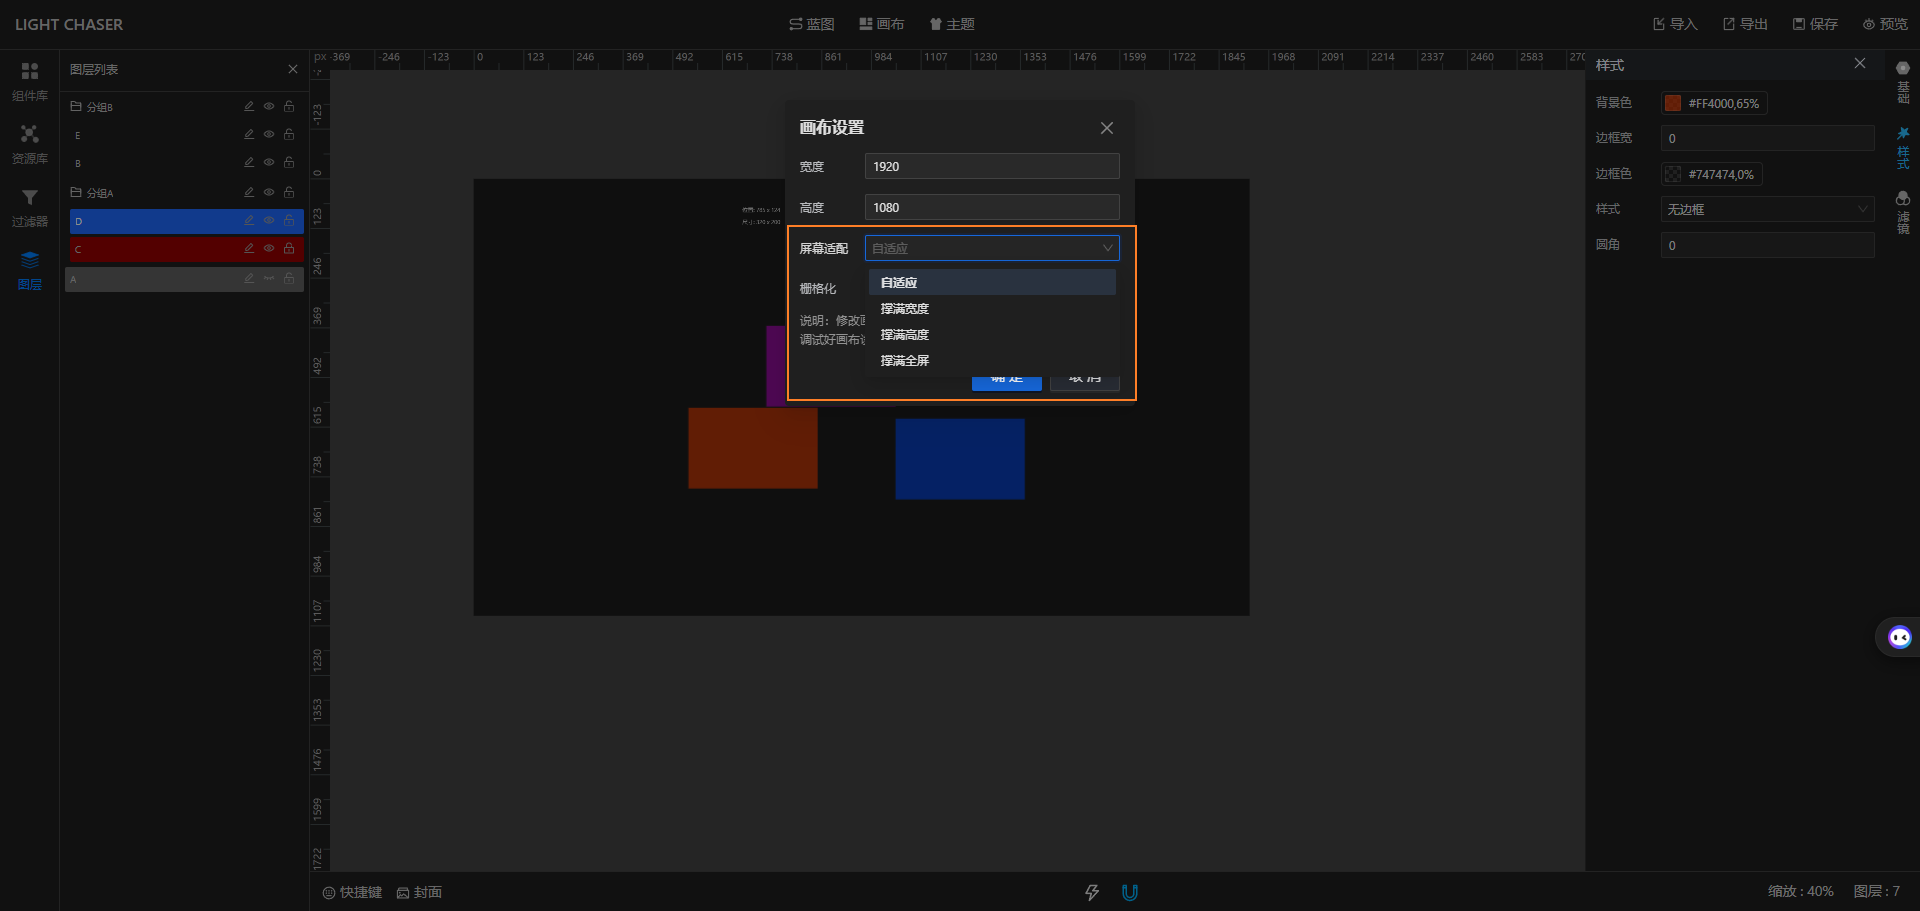 LIGHT CHASER
蓝图
画布
主题
导入
导出
保存
预览
组件库
资源库
过滤器
图层
图层列表
分组B
E
B
分组A
D
C
A
px
-369 -246 -123 0 123 246 369 492 615 738 861 984 1107 1230 1353 1476 1599 1722 1845 1968 2091 2214 2337 2460 2583
-123
0
123
246
369
492
615
738
861
984
1107
1230
1353
1476
1599
1722
画布设置
宽度 1920
高度 1080
屏幕适配 自适应
自适应
撑满宽度
撑满高度
撑满全屏
栅格化
说明：修改
调试好画布
确 定
取 消
样式
背景色 #FF4000,65%
边框宽 0
边框色 #747474,0%
样式 无边框
圆角 0
基础
样式
滤镜
快捷键
封面
缩放 : 40%
图层 : 7